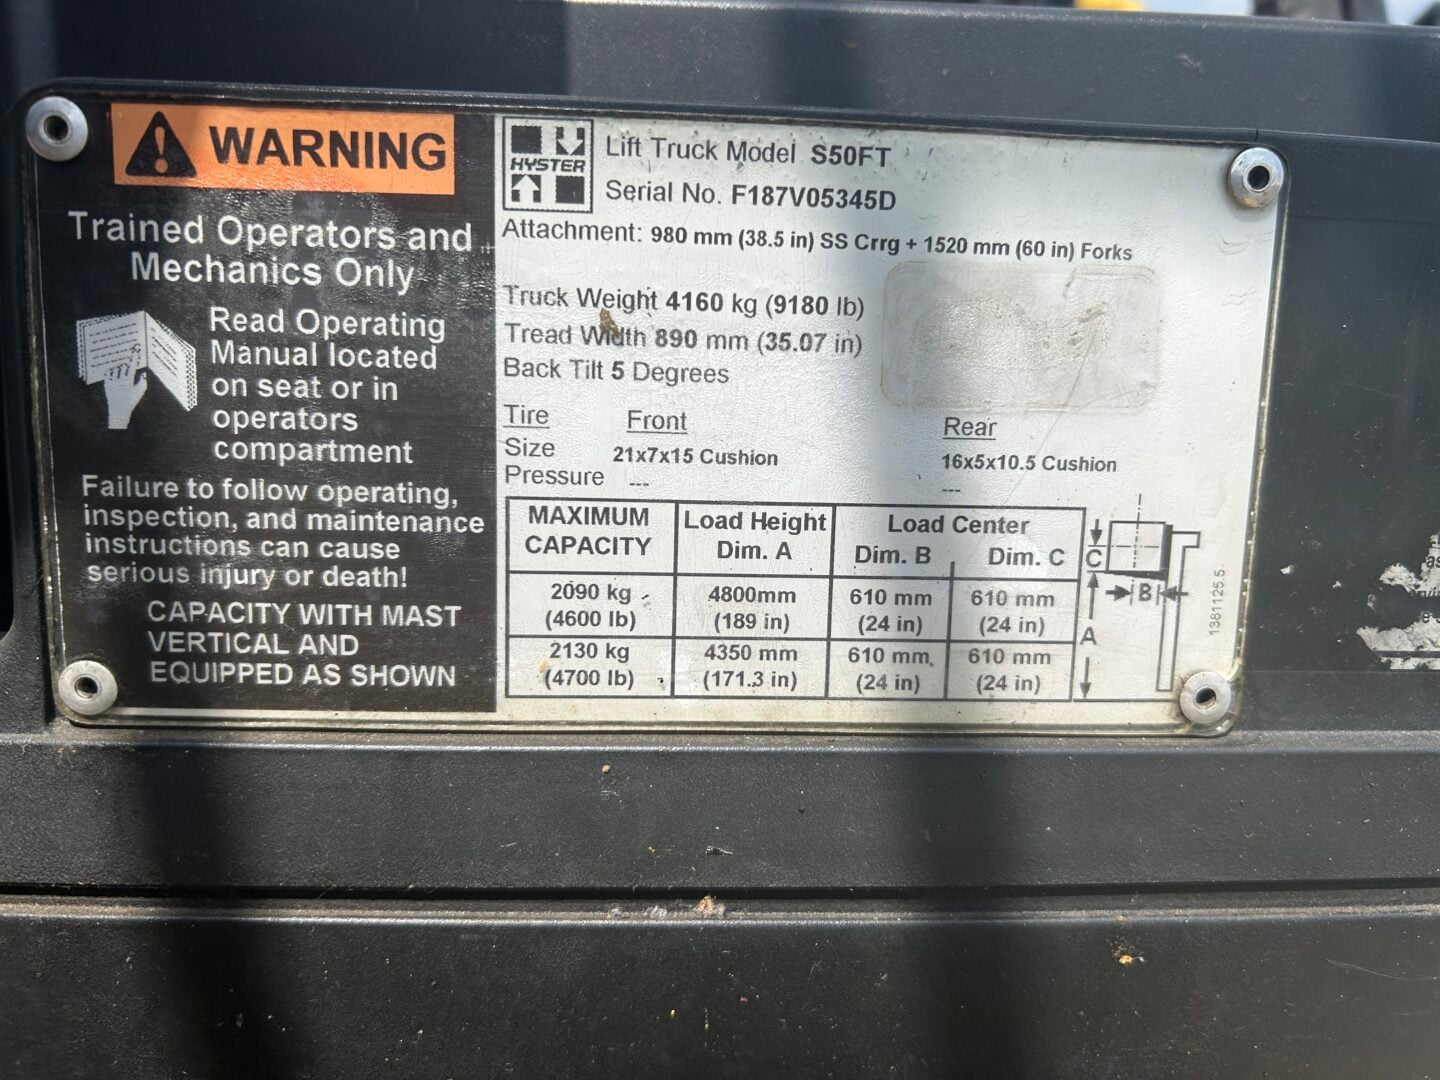 WARNING
Trained Operators and
Mechanics Only
Read Operating
Manual located
on seat or in
operators
compartment
Failure to follow operating,
inspection, and maintenance
instructions can cause
serious injury or death!
CAPACITY WITH MAST
VERTICAL AND
EQUIPPED AS SHOWN
HYSTER
Lift Truck Model S50FT
Serial No. F187V05345D
Attachment: 980 mm (38.5 in) SS Crrg + 1520 mm (60 in) Forks
Truck Weight 4160 kg (9180 lb)
Tread Width 890 mm (35.07 in)
Back Tilt 5 Degrees
Tire Front Rear
Size 21x7x15 Cushion 16x5x10.5 Cushion
Pressure --- ---
MAXIMUM Load Height Load Center
CAPACITY Dim. A Dim. B Dim. C
2090 kg 4800mm 610 mm 610 mm
(4600 lb) (189 in) (24 in) (24 in)
2130 kg 4350 mm 610 mm 610 mm
(4700 lb) (171.3 in) (24 in) (24 in)
C
B
A
1381125.5